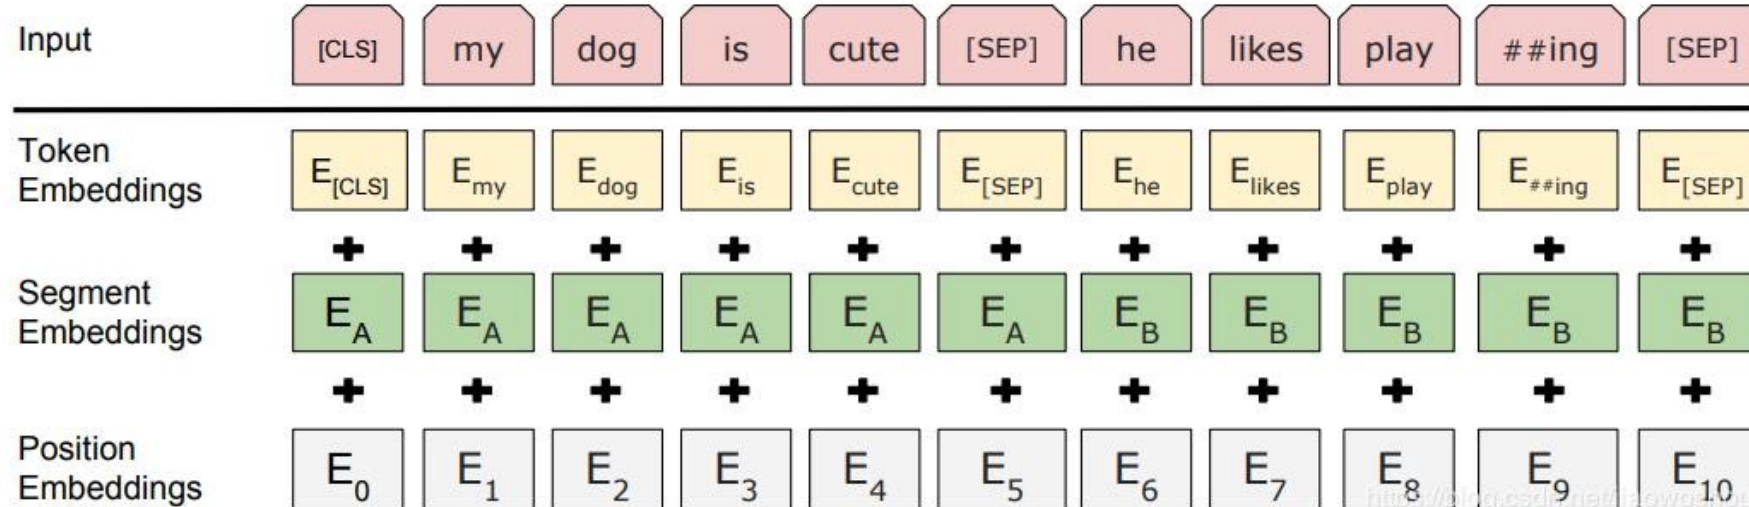 Input [CLS] my dog is cute [SEP] he likes play ##ing [SEP]
Token Embeddings E[CLS] Emy Edog Eis Ecute E[SEP] Ehe Elikes Eplay E##ing E[SEP]
+ + + + + + + + + + +
Segment Embeddings EA EA EA EA EA EA EB EB EB EB EB
+ + + + + + + + + + +
Position Embeddings E0 E1 E2 E3 E4 E5 E6 E7 E8 E9 E10